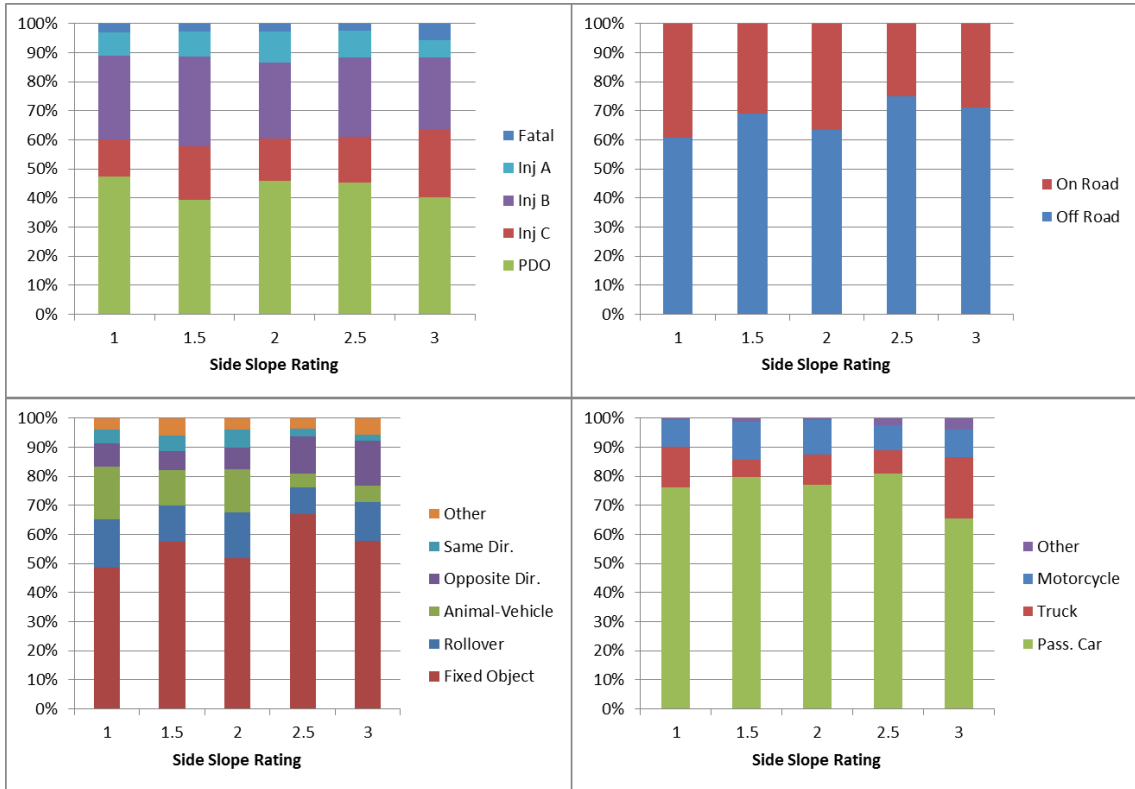 100%
90%
80%
70%
60%
50%
40%
30%
20%
10%
0%
1 1.5 2 2.5 3
Side Slope Rating
Fatal
Inj A
Inj B
Inj C
PDO
100%
90%
80%
70%
60%
50%
40%
30%
20%
10%
0%
1 1.5 2 2.5 3
Side Slope Rating
On Road
Off Road
100%
90%
80%
70%
60%
50%
40%
30%
20%
10%
0%
1 1.5 2 2.5 3
Side Slope Rating
Other
Same Dir.
Opposite Dir.
Animal-Vehicle
Rollover
Fixed Object
100%
90%
80%
70%
60%
50%
40%
30%
20%
10%
0%
1 1.5 2 2.5 3
Side Slope Rating
Other
Motorcycle
Truck
Pass. Car